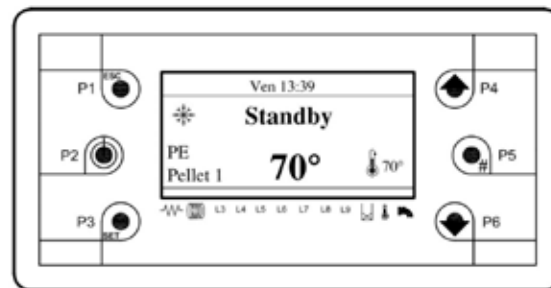 ESC
P1
P2
P3
SET
Ven 13:39
Standby
PE
Pellet 1
70°
70°
L3 L4 L5 L6 L7 L8 L9
P4
P5
#
P6